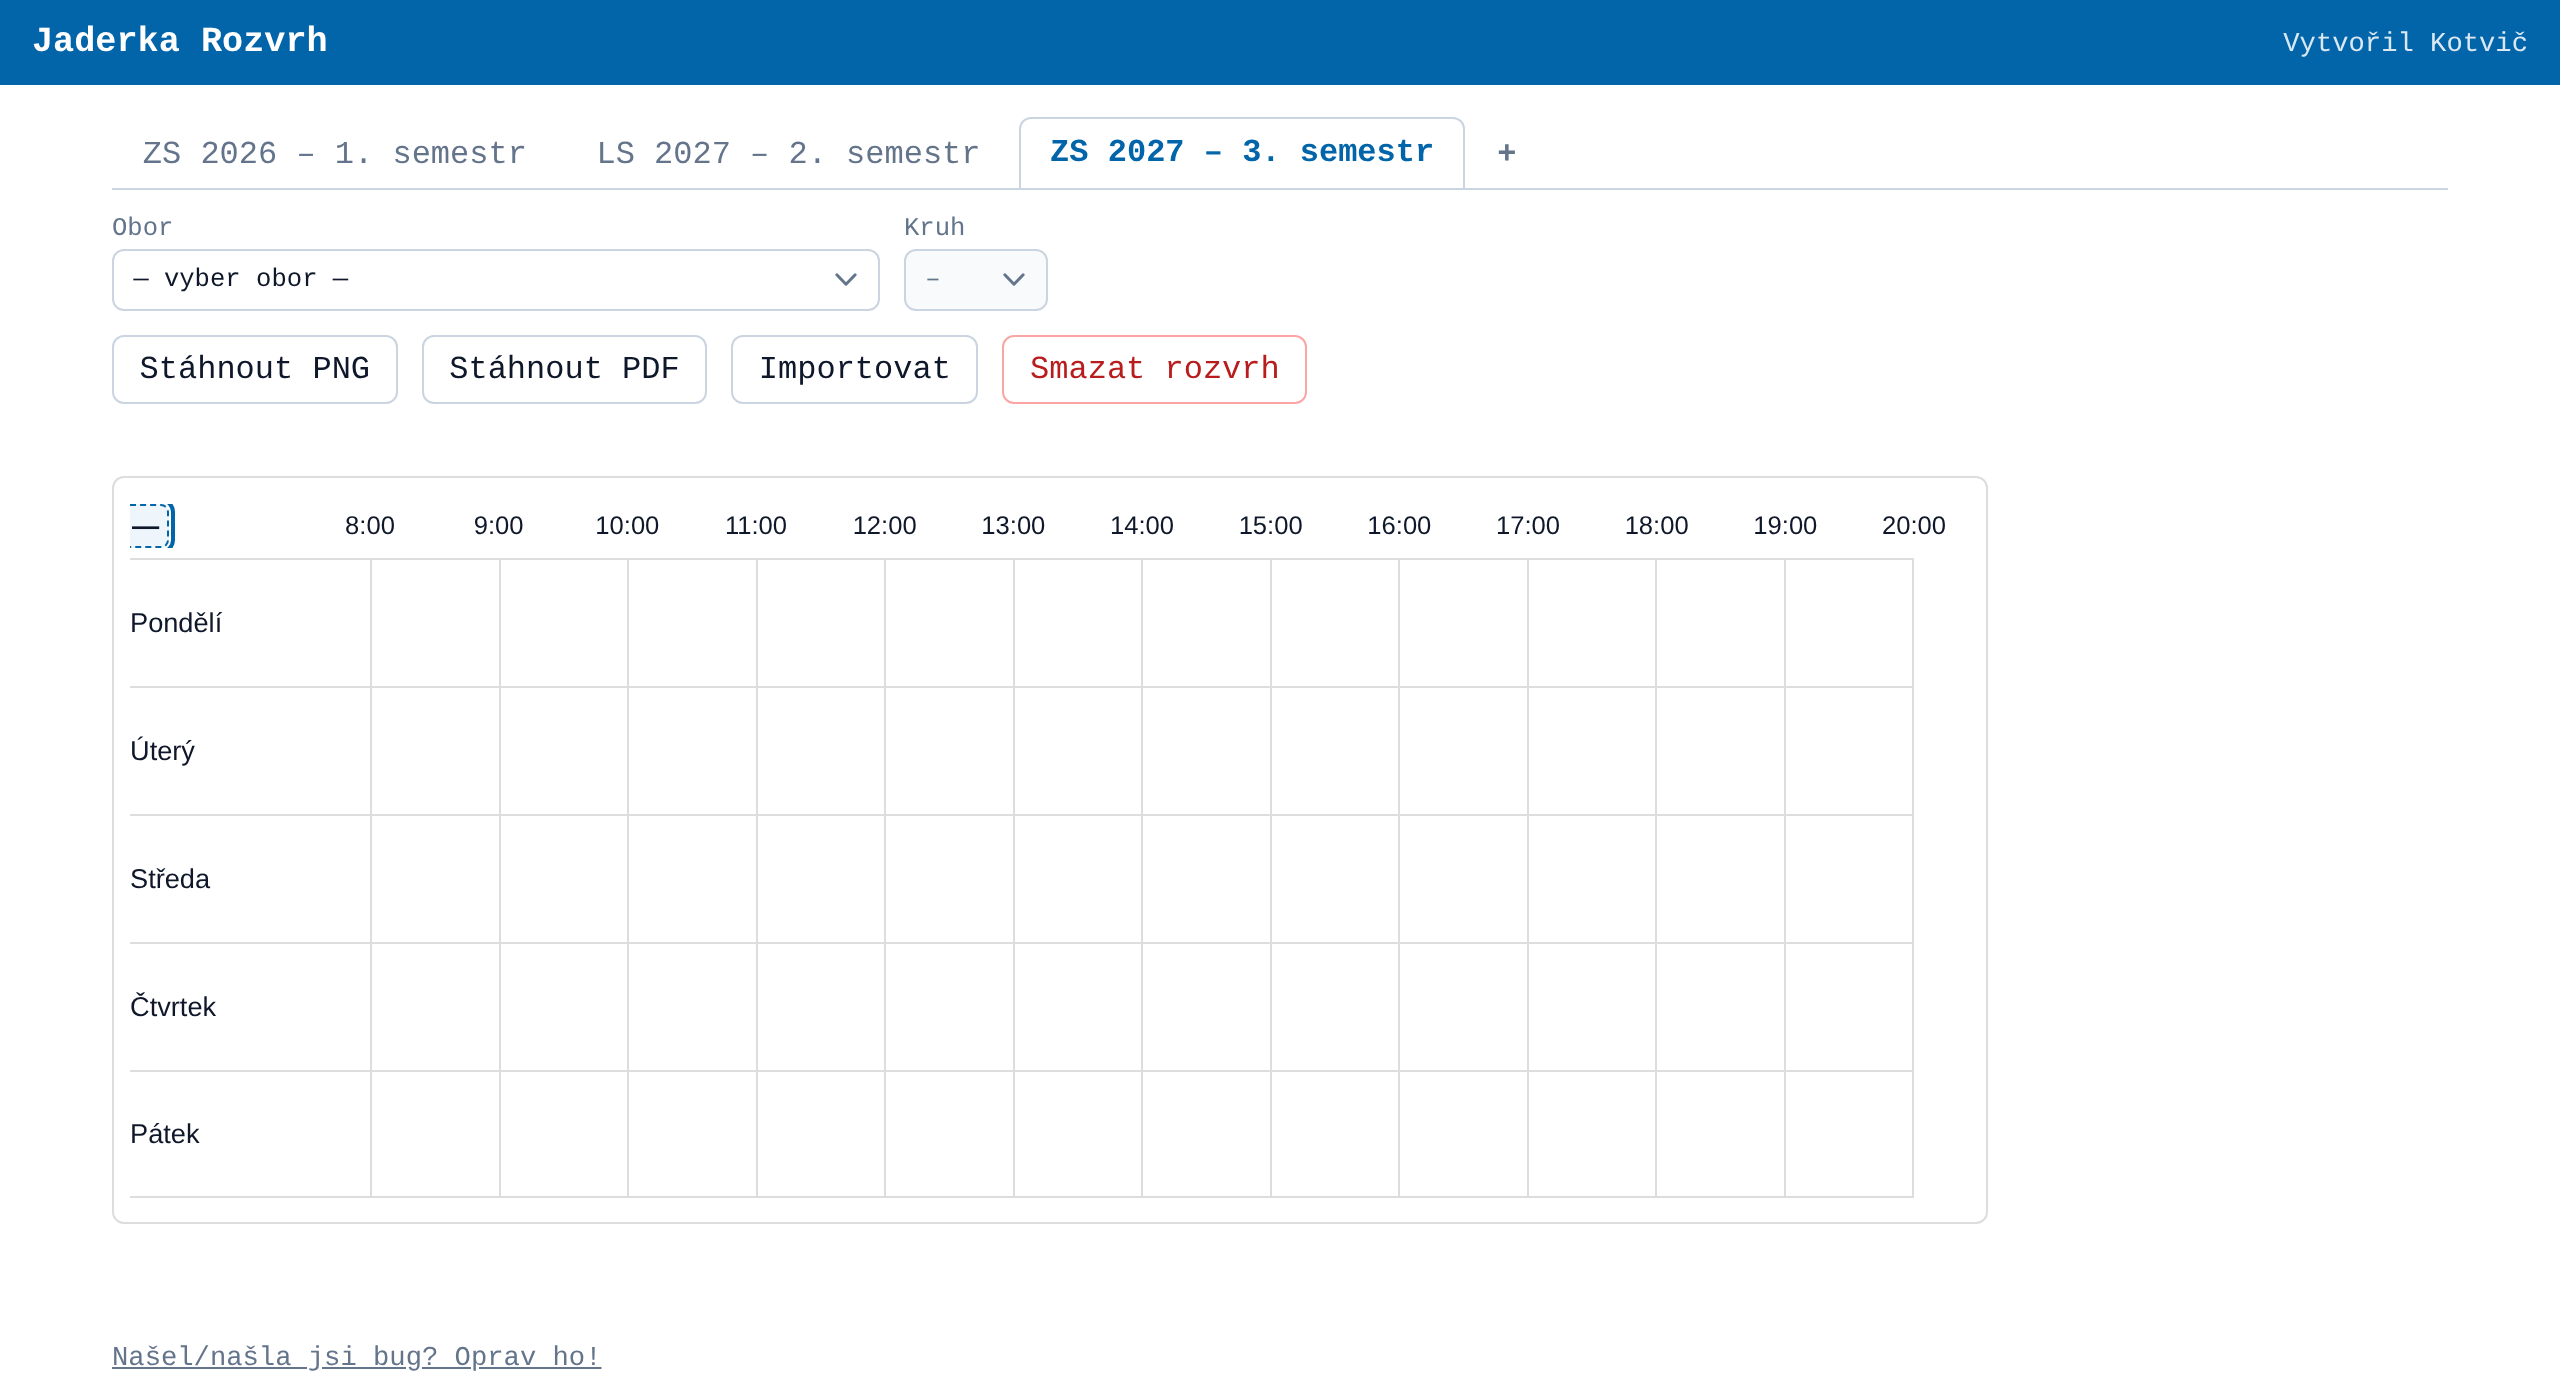 Jaderka Rozvrh
Vytvořil Kotvič
ZS 2026 – 1. semestr
LS 2027 – 2. semestr
ZS 2027 – 3. semestr
+
Obor
Kruh
— vyber obor —
–
Stáhnout PNG
Stáhnout PDF
Importovat
Smazat rozvrh
—
8:00
9:00
10:00
11:00
12:00
13:00
14:00
15:00
16:00
17:00
18:00
19:00
20:00
Pondělí
Úterý
Středa
Čtvrtek
Pátek
Našel/našla jsi bug? Oprav ho!